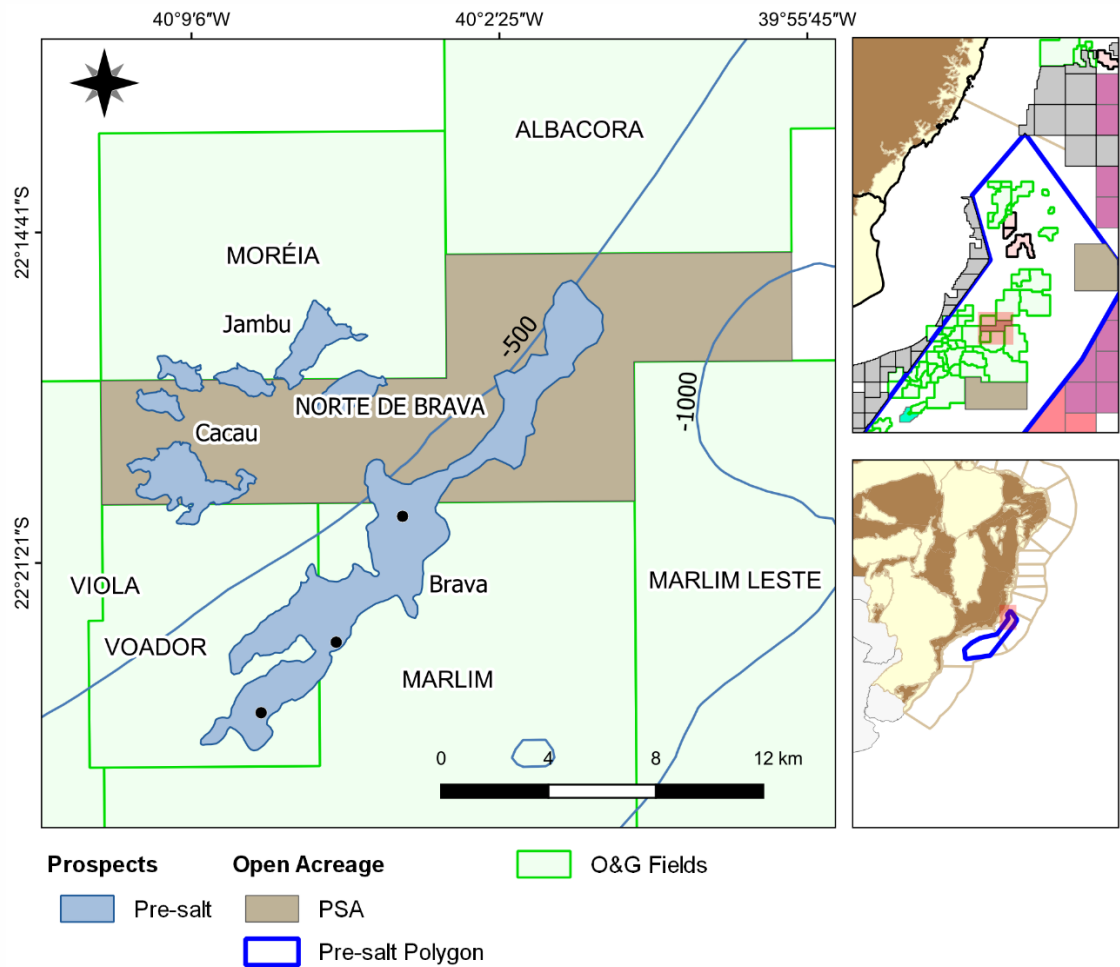 40°9′6″W 40°2′25″W 39°55′45″W
22°14′41″S
22°21′21″S
ALBACORA
MORÉIA
Jambu
-500
NORTE DE BRAVA
-1000
Cacau
VIOLA
Brava
MARLIM LESTE
VOADOR
MARLIM
0 4 8 12 km
Prospects Open Acreage O&G Fields
Pre-salt PSA
Pre-salt Polygon